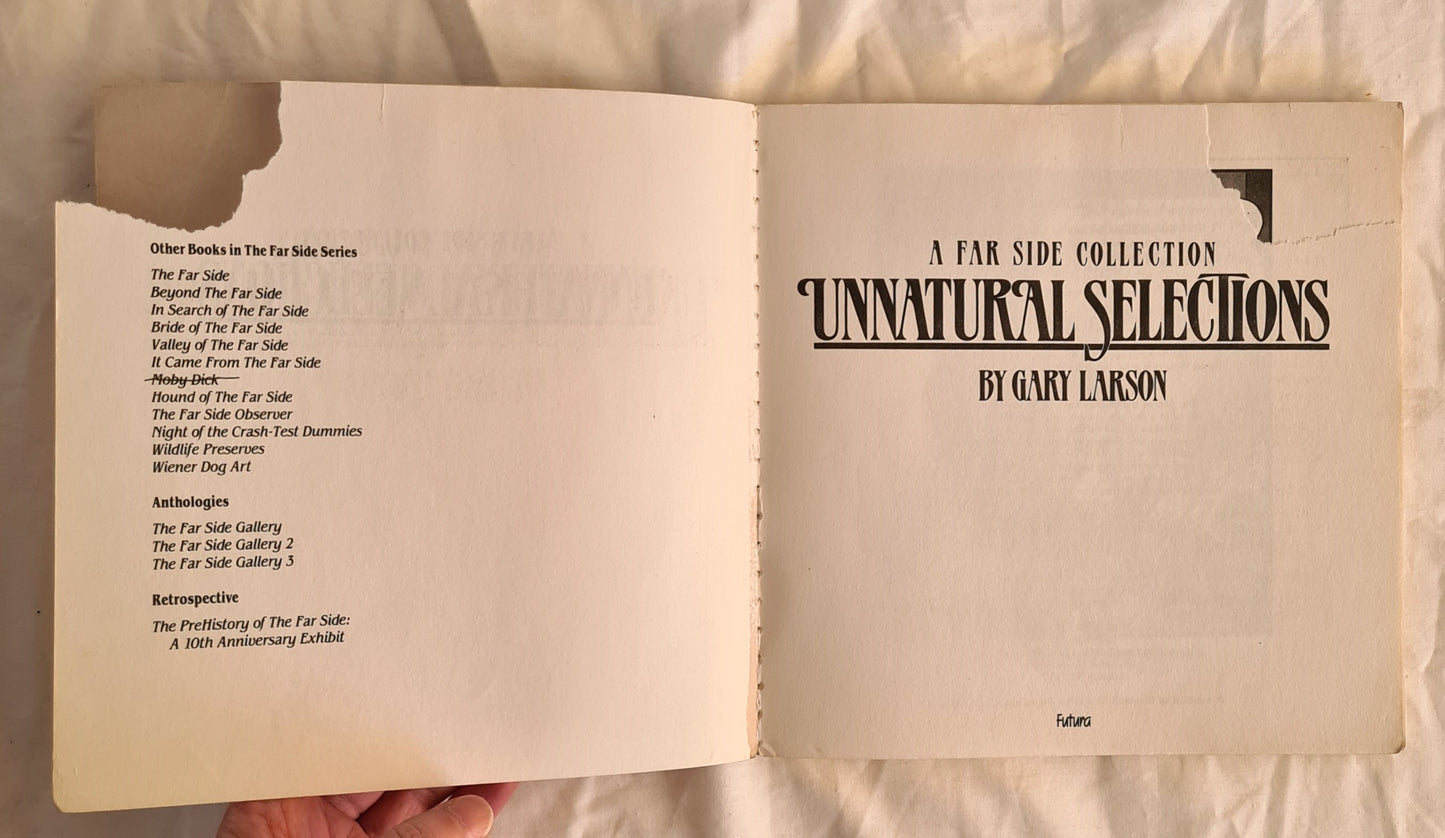 Other Books in The Far Side Series
The Far Side
Beyond The Far Side
In Search of The Far Side
Bride of The Far Side
Valley of The Far Side
It Came From The Far Side
Moby Dick
Hound of The Far Side
The Far Side Observer
Night of the Crash-Test Dummies
Wildlife Preserves
Wiener Dog Art
Anthologies
The Far Side Gallery
The Far Side Gallery 2
The Far Side Gallery 3
Retrospective
The PreHistory of The Far Side:
A 10th Anniversary Exhibit
A FAR SIDE COLLECTION
UNNATURAL SELECTIONS
BY GARY LARSON
Futura